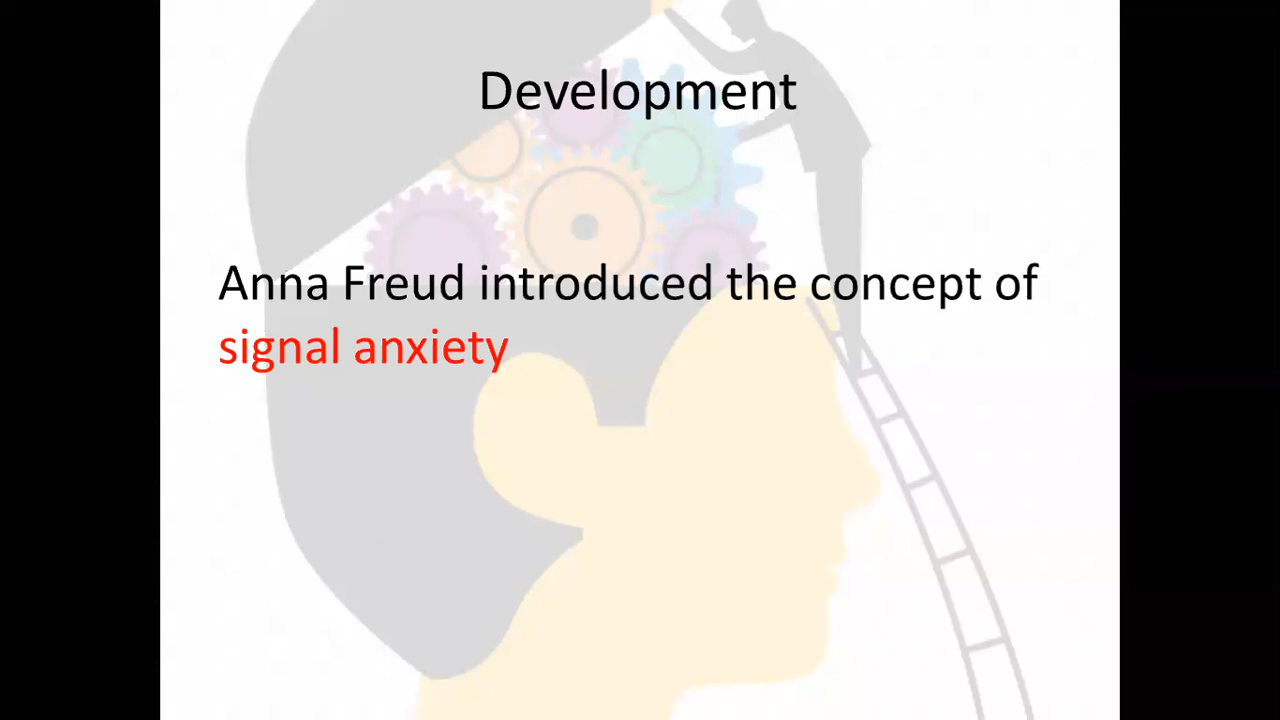 Development
Anna Freud introduced the concept of
signal anxiety